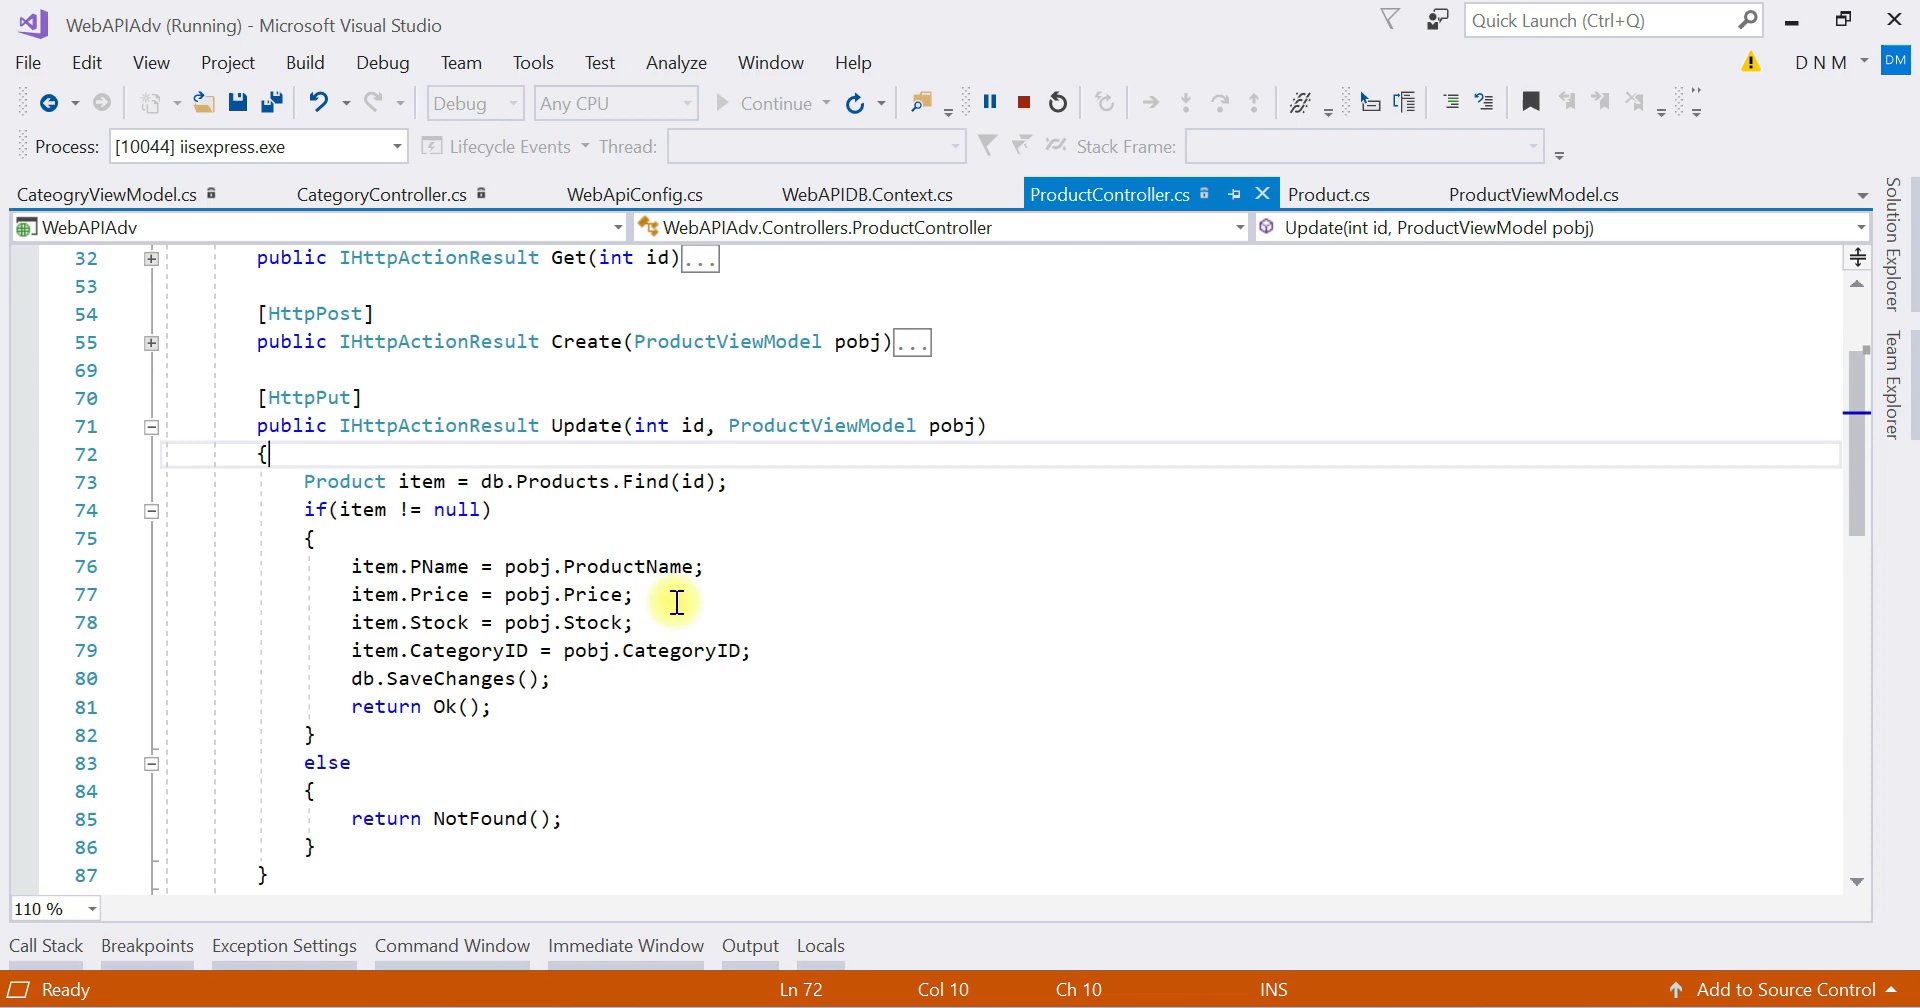 WebAPIAdv (Running) - Microsoft Visual Studio
Quick Launch (Ctrl+Q)
File Edit View Project Build Debug Team Tools Test Analyze Window Help
D N M DM
Debug Any CPU Continue
Process: [10044] iisexpress.exe Lifecycle Events Thread: Stack Frame:
CateogryViewModel.cs CategoryController.cs WebApiConfig.cs WebAPIDB.Context.cs ProductController.cs Product.cs ProductViewModel.cs
WebAPIAdv WebAPIAdv.Controllers.ProductController Update(int id, ProductViewModel pobj)
32 public IHttpActionResult Get(int id)...
53
54 [HttpPost]
55 public IHttpActionResult Create(ProductViewModel pobj)...
69
70 [HttpPut]
71 public IHttpActionResult Update(int id, ProductViewModel pobj)
72 {
73 Product item = db.Products.Find(id);
74 if(item != null)
75 {
76 item.PName = pobj.ProductName;
77 item.Price = pobj.Price;
78 item.Stock = pobj.Stock;
79 item.CategoryID = pobj.CategoryID;
80 db.SaveChanges();
81 return Ok();
82 }
83 else
84 {
85 return NotFound();
86 }
87 }
Solution Explorer
Team Explorer
110 %
Call Stack Breakpoints Exception Settings Command Window Immediate Window Output Locals
Ready Ln 72 Col 10 Ch 10 INS Add to Source Control